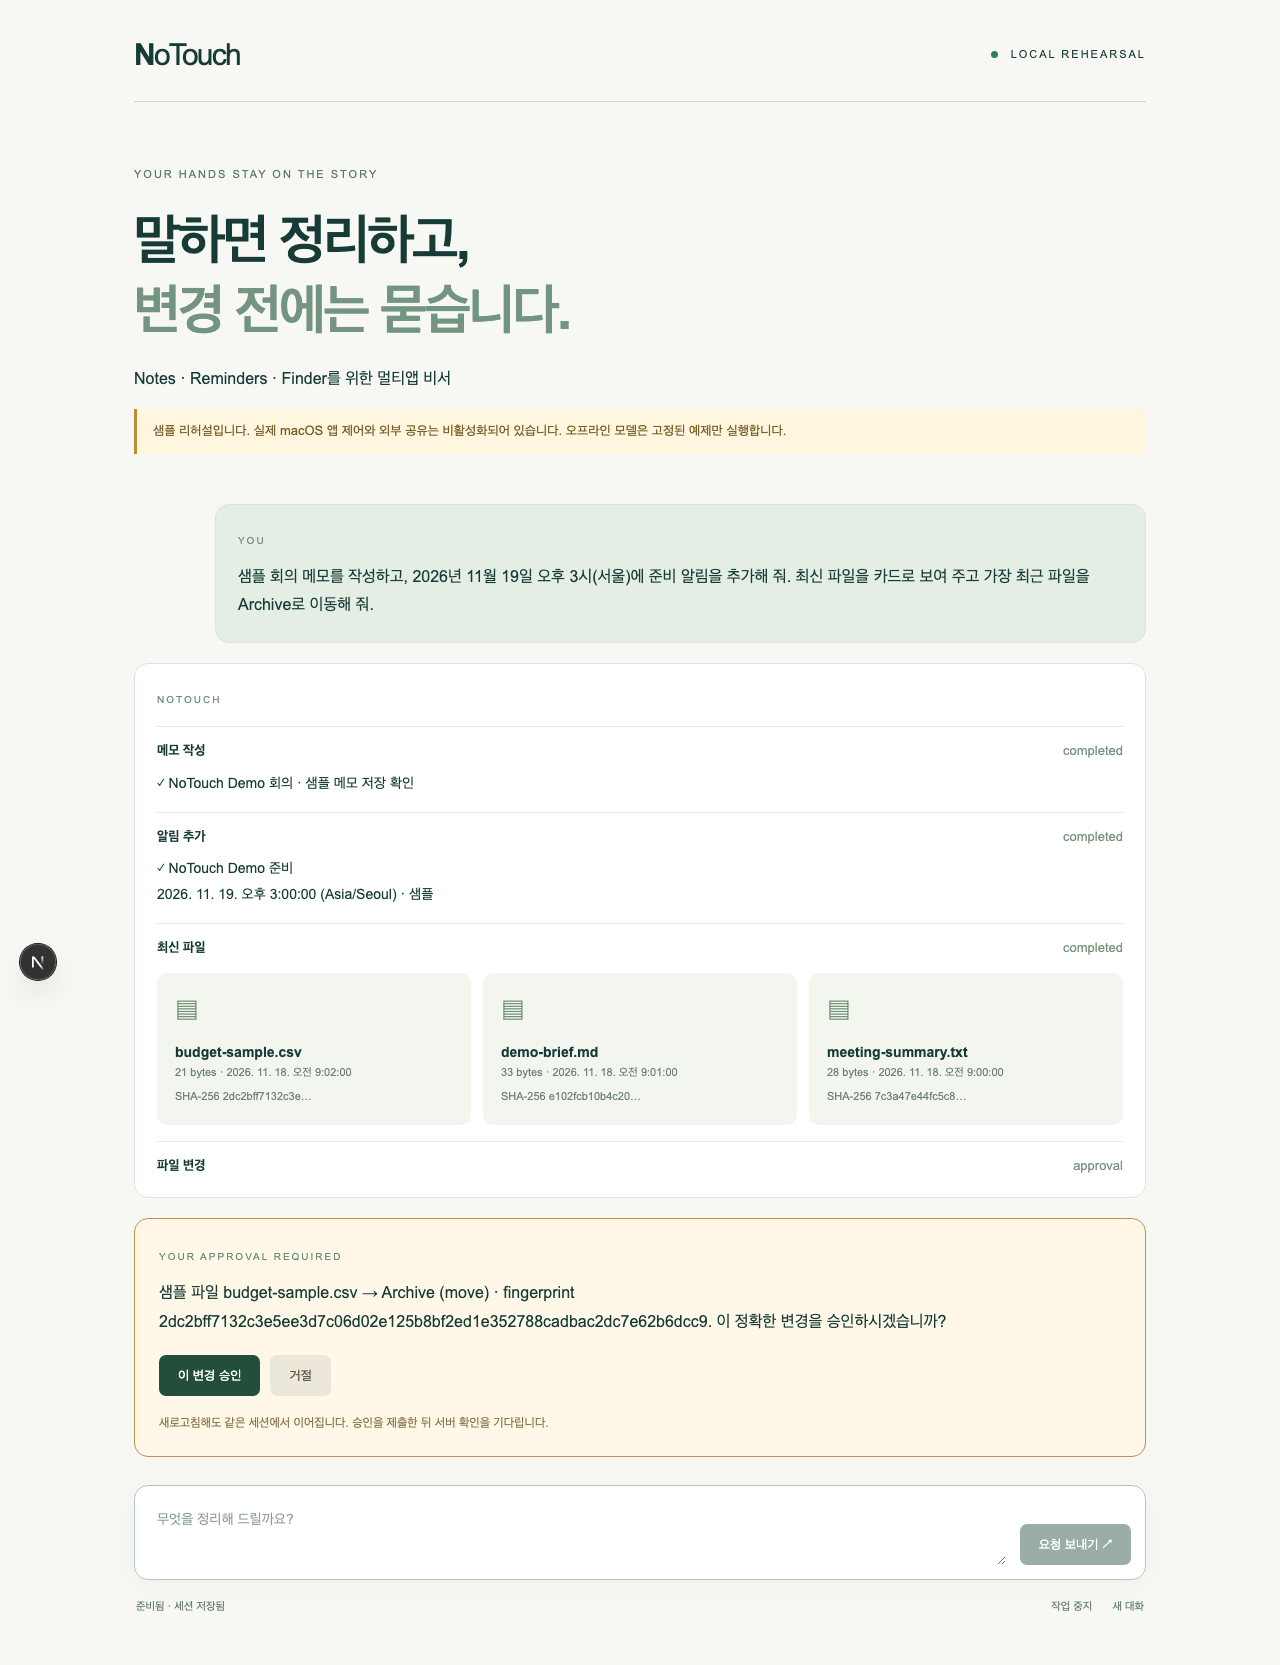 NoTouch
LOCAL REHEARSAL
YOUR HANDS STAY ON THE STORY
말하면 정리하고,
변경 전에는 묻습니다.
Notes · Reminders · Finder를 위한 멀티앱 비서
샘플 리허설입니다. 실제 macOS 앱 제어와 외부 공유는 비활성화되어 있습니다. 오프라인 모델은 고정된 예제만 실행합니다.
YOU
샘플 회의 메모를 작성하고, 2026년 11월 19일 오후 3시(서울)에 준비 알림을 추가해 줘. 최신 파일을 카드로 보여 주고 가장 최근 파일을
Archive로 이동해 줘.
NOTOUCH
메모 작성
completed
✓ NoTouch Demo 회의 · 샘플 메모 저장 확인
알림 추가
completed
✓ NoTouch Demo 준비
2026. 11. 19. 오후 3:00:00 (Asia/Seoul) · 샘플
최신 파일
completed
budget-sample.csv
21 bytes · 2026. 11. 18. 오전 9:02:00
SHA-256 2dc2bff7132c3e…
demo-brief.md
33 bytes · 2026. 11. 18. 오전 9:01:00
SHA-256 e102fcb10b4c20…
meeting-summary.txt
28 bytes · 2026. 11. 18. 오전 9:00:00
SHA-256 7c3a47e44fc5c8…
파일 변경
approval
YOUR APPROVAL REQUIRED
샘플 파일 budget-sample.csv → Archive (move) · fingerprint
2dc2bff7132c3e5ee3d7c06d02e125b8bf2ed1e352788cadbac2dc7e62b6dcc9. 이 정확한 변경을 승인하시겠습니까?
이 변경 승인
거절
새로고침해도 같은 세션에서 이어집니다. 승인을 제출한 뒤 서버 확인을 기다립니다.
무엇을 정리해 드릴까요?
요청 보내기 ↗
준비됨 · 세션 저장됨
작업 중지
새 대화
N